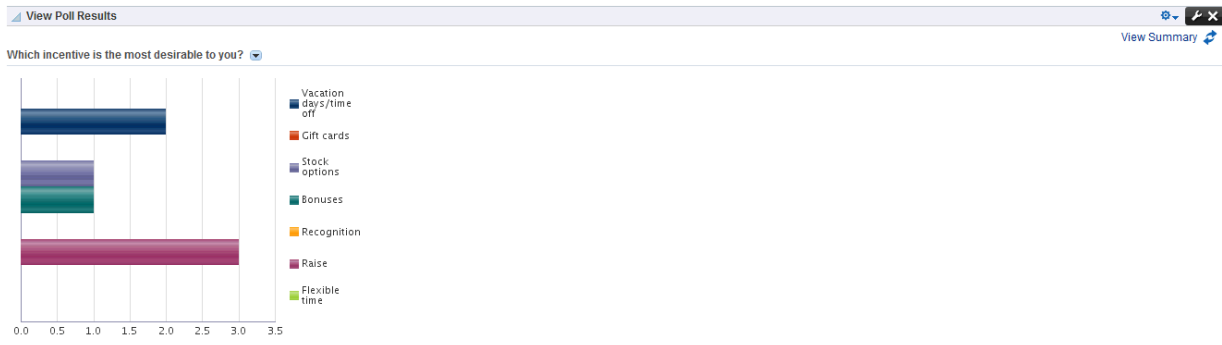 View Poll Results
View Summary
Which incentive is the most desirable to you?
Vacation
days/time
off
Gift cards
Stock
options
Bonuses
Recognition
Raise
Flexible
time
0.0 0.5 1.0 1.5 2.0 2.5 3.0 3.5